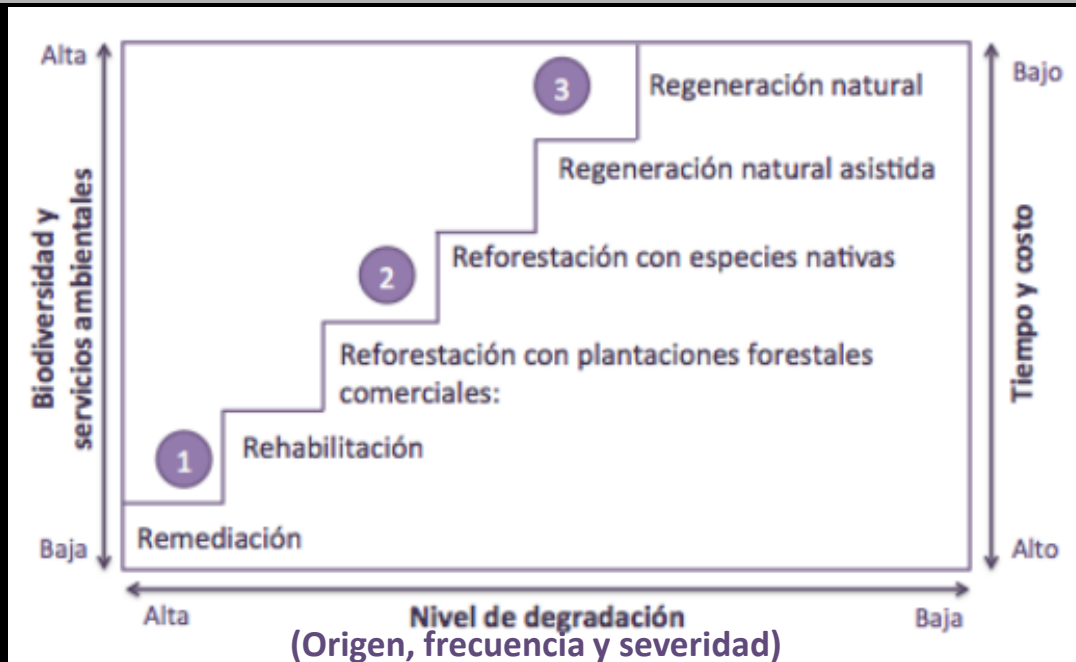 Alta
Bajo
3
Regeneración natural
Regeneración natural asistida
Biodiversidad y
servicios ambientales
Tiempo y costo
2
Reforestación con especies nativas
Reforestación con plantaciones forestales
comerciales:
1
Rehabilitación
Remediación
Baja
Alto
Alta
Nivel de degradación
Baja
(Origen, frecuencia y severidad)